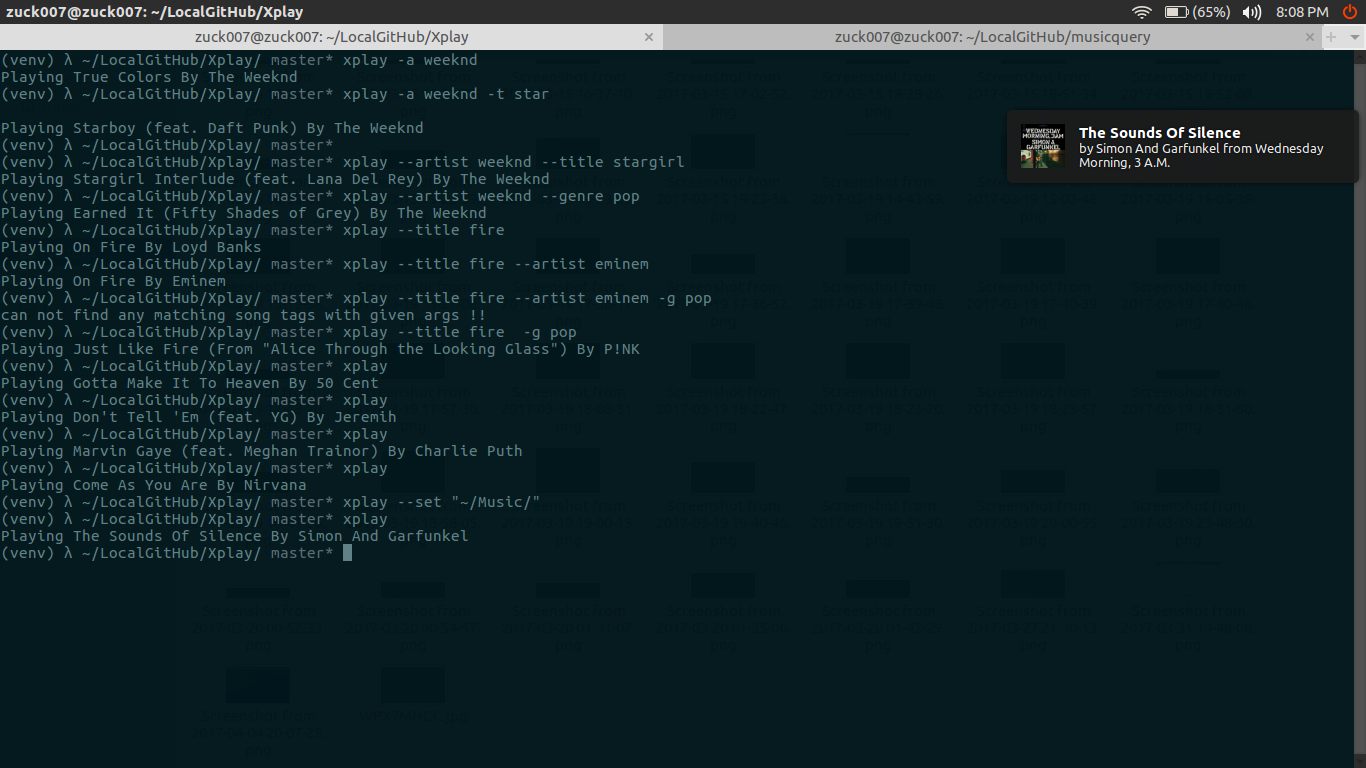 zuck007@zuck007: ~/LocalGitHub/Xplay
(65%)
8:08 PM
zuck007@zuck007: ~/LocalGitHub/Xplay
zuck007@zuck007: ~/LocalGitHub/musicquery
(venv) λ ~/LocalGitHub/Xplay/ master* xplay -a weeknd
Playing True Colors By The Weeknd
(venv) λ ~/LocalGitHub/Xplay/ master* xplay -a weeknd -t star
Playing Starboy (feat. Daft Punk) By The Weeknd
(venv) λ ~/LocalGitHub/Xplay/ master*
(venv) λ ~/LocalGitHub/Xplay/ master* xplay --artist weeknd --title stargirl
Playing Stargirl Interlude (feat. Lana Del Rey) By The Weeknd
(venv) λ ~/LocalGitHub/Xplay/ master* xplay --artist weeknd --genre pop
Playing Earned It (Fifty Shades of Grey) By The Weeknd
(venv) λ ~/LocalGitHub/Xplay/ master* xplay --title fire
Playing On Fire By Loyd Banks
(venv) λ ~/LocalGitHub/Xplay/ master* xplay --title fire --artist eminem
Playing On Fire By Eminem
(venv) λ ~/LocalGitHub/Xplay/ master* xplay --title fire --artist eminem -g pop
can not find any matching song tags with given args !!
(venv) λ ~/LocalGitHub/Xplay/ master* xplay --title fire  -g pop
Playing Just Like Fire (From "Alice Through the Looking Glass") By P!NK
(venv) λ ~/LocalGitHub/Xplay/ master* xplay
Playing Gotta Make It To Heaven By 50 Cent
(venv) λ ~/LocalGitHub/Xplay/ master* xplay
Playing Don't Tell 'Em (feat. YG) By Jeremih
(venv) λ ~/LocalGitHub/Xplay/ master* xplay
Playing Marvin Gaye (feat. Meghan Trainor) By Charlie Puth
(venv) λ ~/LocalGitHub/Xplay/ master* xplay
Playing Come As You Are By Nirvana
(venv) λ ~/LocalGitHub/Xplay/ master* xplay --set "~/Music/"
(venv) λ ~/LocalGitHub/Xplay/ master* xplay
Playing The Sounds Of Silence By Simon And Garfunkel
(venv) λ ~/LocalGitHub/Xplay/ master*
WEDNESDAY
MORNING, 3 AM
SIMON &
GARFUNKEL
The Sounds Of Silence
by Simon And Garfunkel from Wednesday
Morning, 3 A.M.